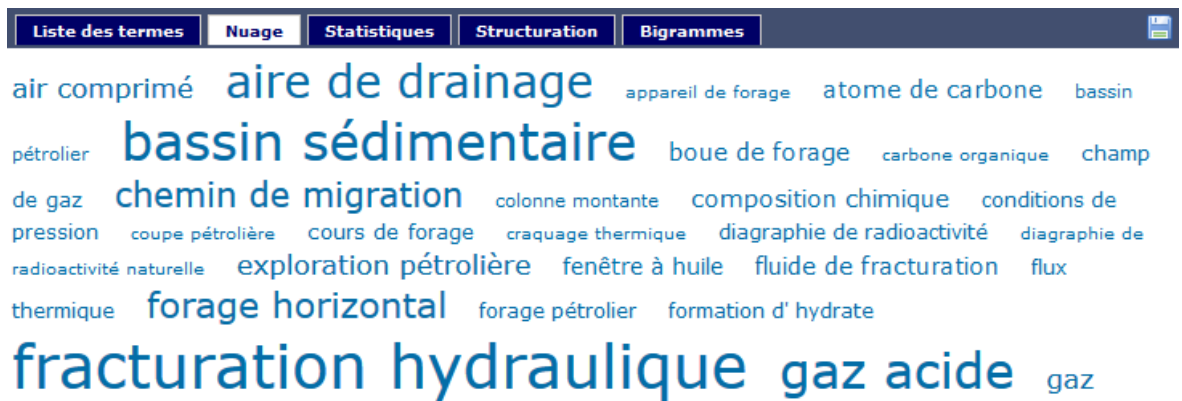 Liste des termes Nuage Statistiques Structuration Bigrammes
air comprimé aire de drainage appareil de forage atome de carbone bassin
pétrolier bassin sédimentaire boue de forage carbone organique champ
de gaz chemin de migration colonne montante composition chimique conditions de
pression coupe pétrolière cours de forage craquage thermique diagraphie de radioactivité diagraphie de
radioactivité naturelle exploration pétrolière fenêtre à huile fluide de fracturation flux
thermique forage horizontal forage pétrolier formation d' hydrate
fracturation hydraulique gaz acide gaz